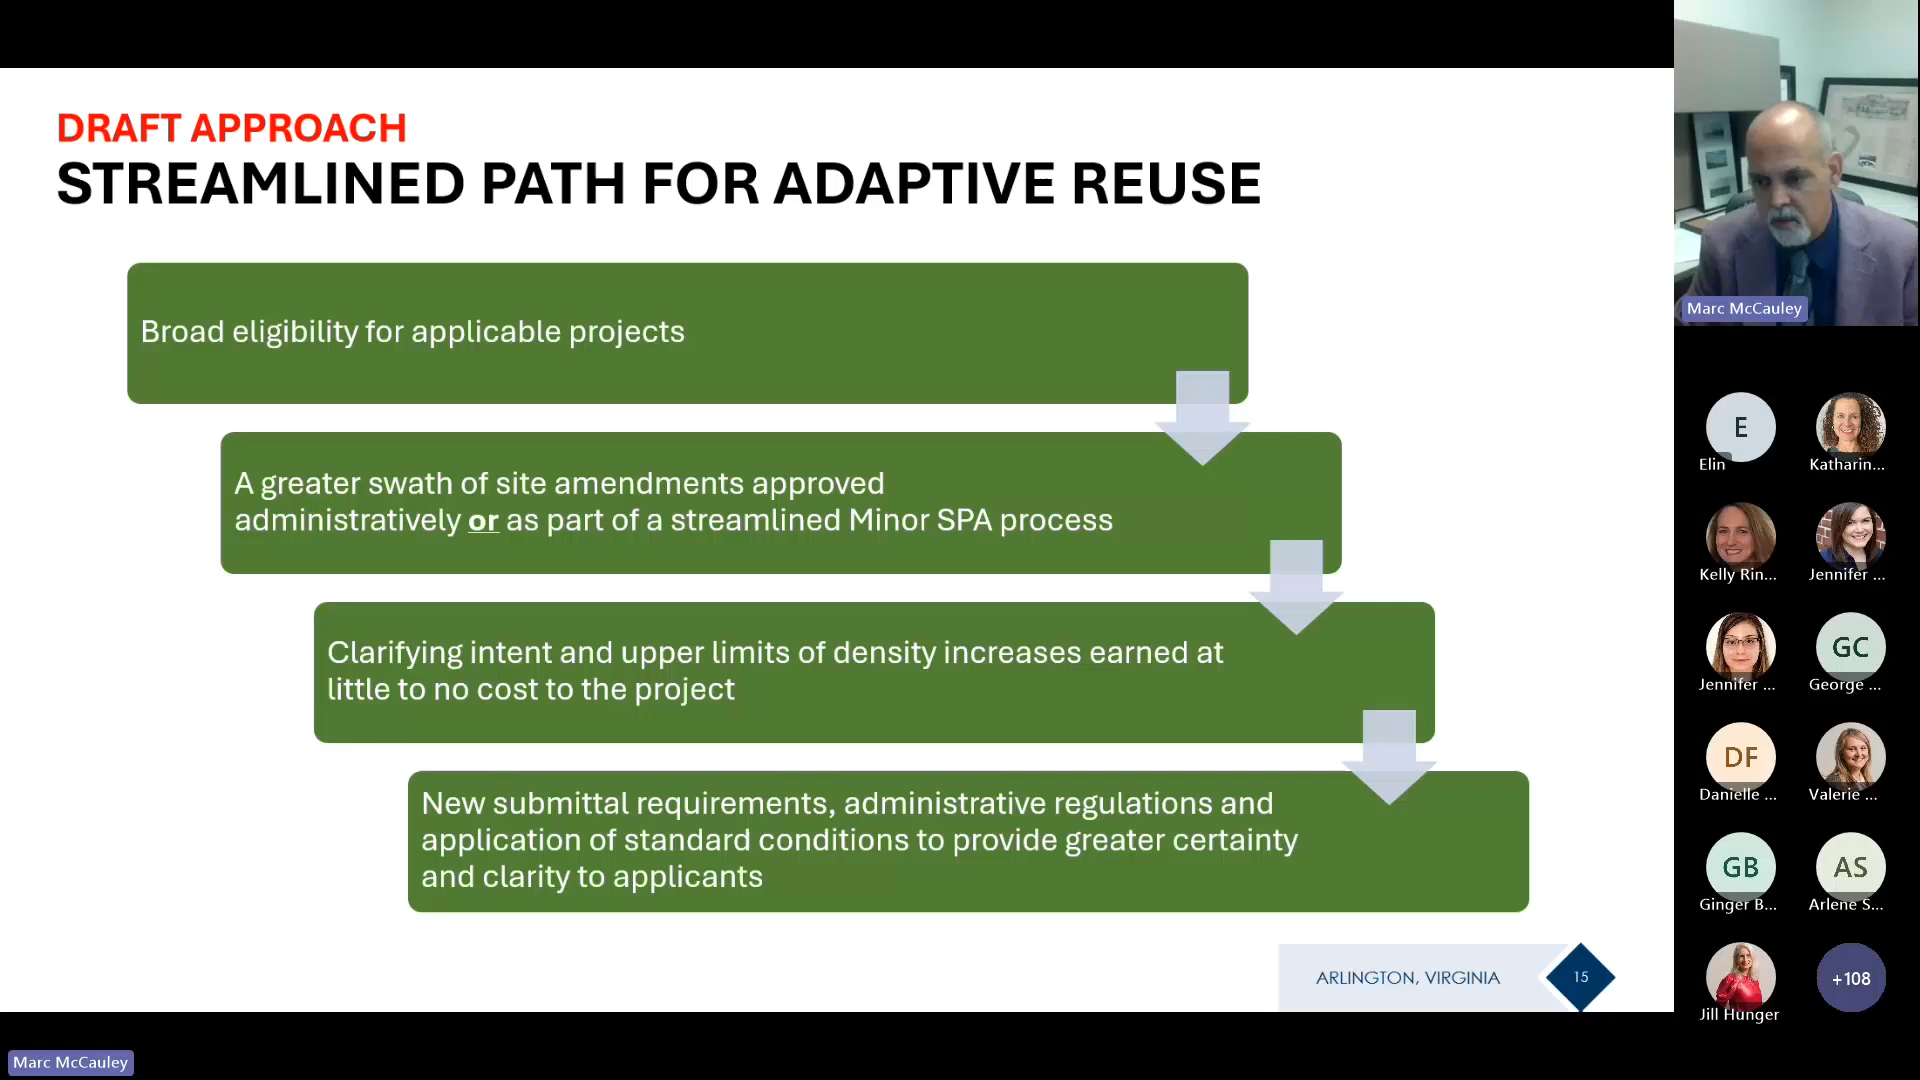 DRAFT APPROACH
STREAMLINED PATH FOR ADAPTIVE REUSE
Broad eligibility for applicable projects
A greater swath of site amendments approved
administratively or as part of a streamlined Minor SPA process
Clarifying intent and upper limits of density increases earned at
little to no cost to the project
New submittal requirements, administrative regulations and
application of standard conditions to provide greater certainty
and clarity to applicants
ARLINGTON, VIRGINIA
15
Marc McCauley
E
Elin
Katharin...
Kelly Rin...
Jennifer ...
Jennifer ...
GC
George ...
DF
Danielle ...
Valerie ...
GB
Ginger B...
AS
Arlene S...
Jill Hunger
+108
Marc McCauley